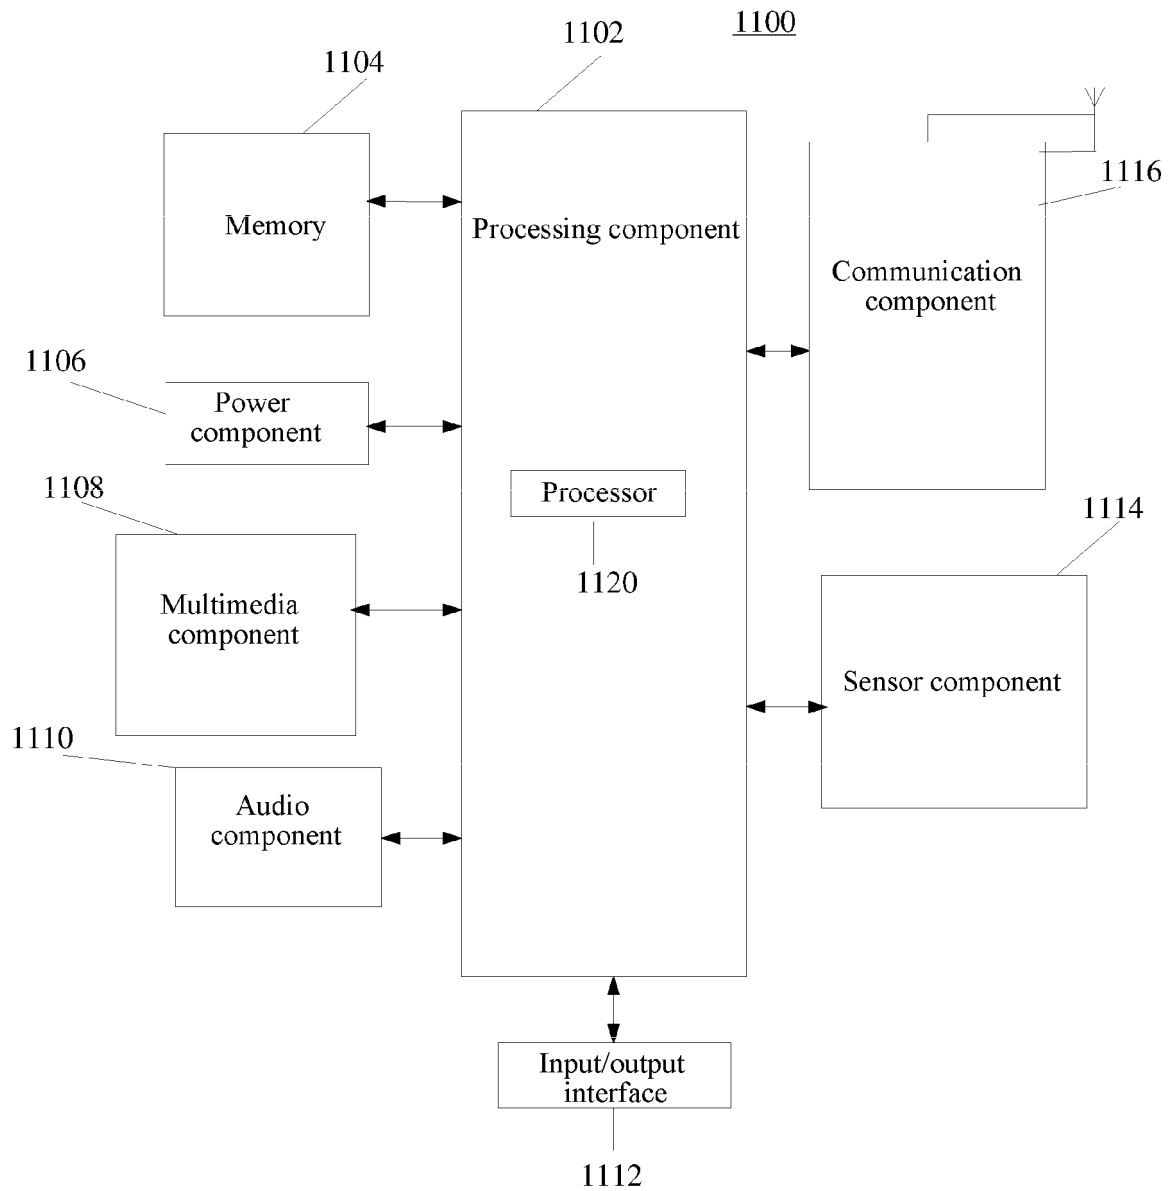 1100
1102
1104
1116
Memory
Processing component
Communication
component
1106
Power
component
1108
Processor
1114
1120
Multimedia
component
Sensor component
1110
Audio
component
Input/output
interface
1112